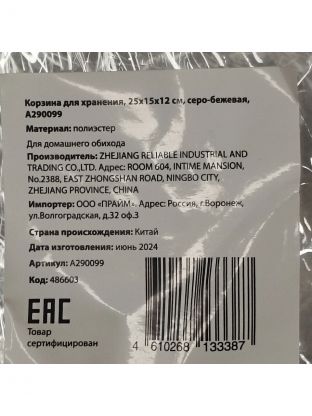 Корзина для хранения, 25х15х12 см, серо-бежевая,
A290099
Материал: полиэстер
Для домашнего обихода
Производитель: ZHEJIANG RELIABLE INDUSTRIAL AND
TRADING CO.,LTD. Адрес: ROOM 604, INTIME MANSION,
No.2388, EAST ZHONGSHAN ROAD, NINGBO CITY,
ZHEJIANG PROVINCE, CHINA
Импортер: ООО «ПРАЙМ». Адрес: Россия, г.Воронеж,
ул.Волгоградская, д.32 оф.3
Страна происхождения: Китай
Дата изготовления: июнь 2024
Артикул: A290099
Код: 486603
EAC
Товар
сертифицирован
4 610268 133387